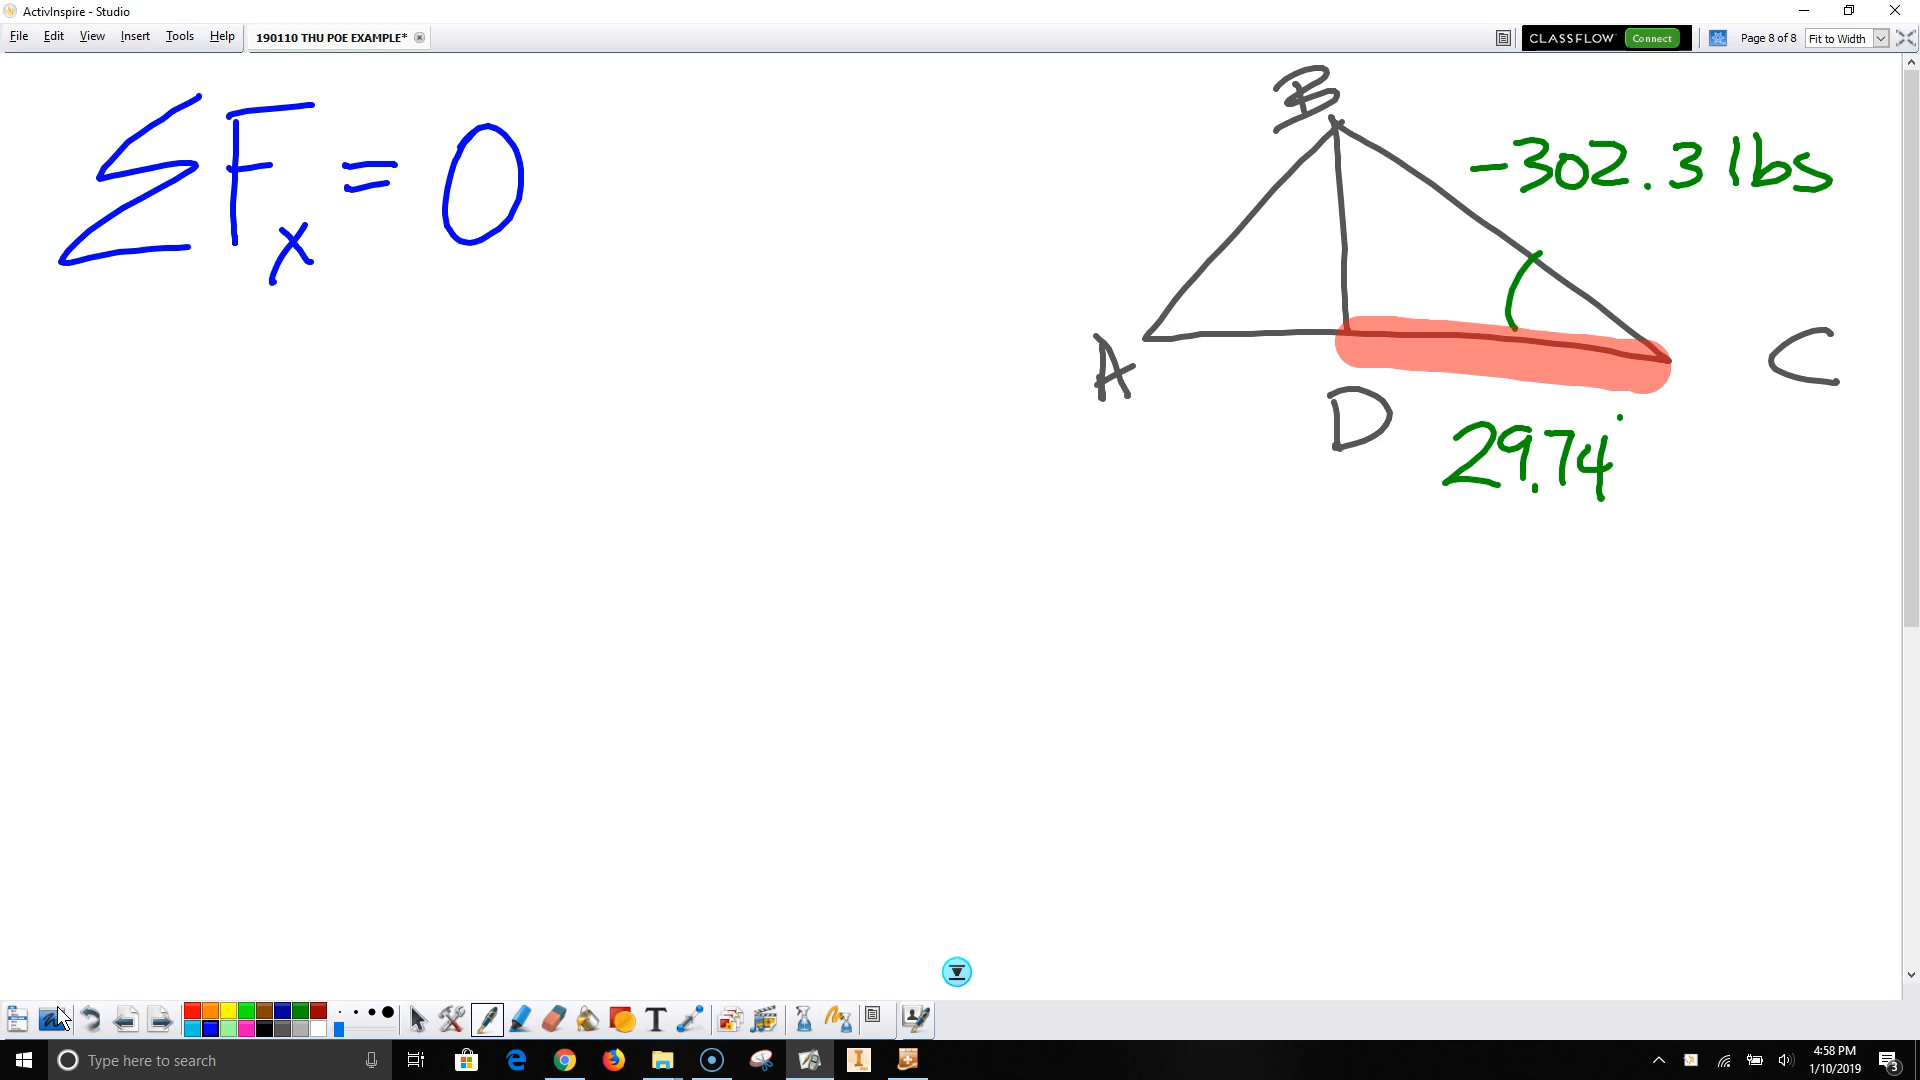 ActivInspire - Studio
File Edit View Insert Tools Help
190110 THU POE EXAMPLE*
CLASSFLOW Connect
Page 8 of 8
Fit to Width
ΣFx = 0
B
-302.3 lbs
A
C
D
29.74°
T
Type here to search
4:58 PM
1/10/2019
3